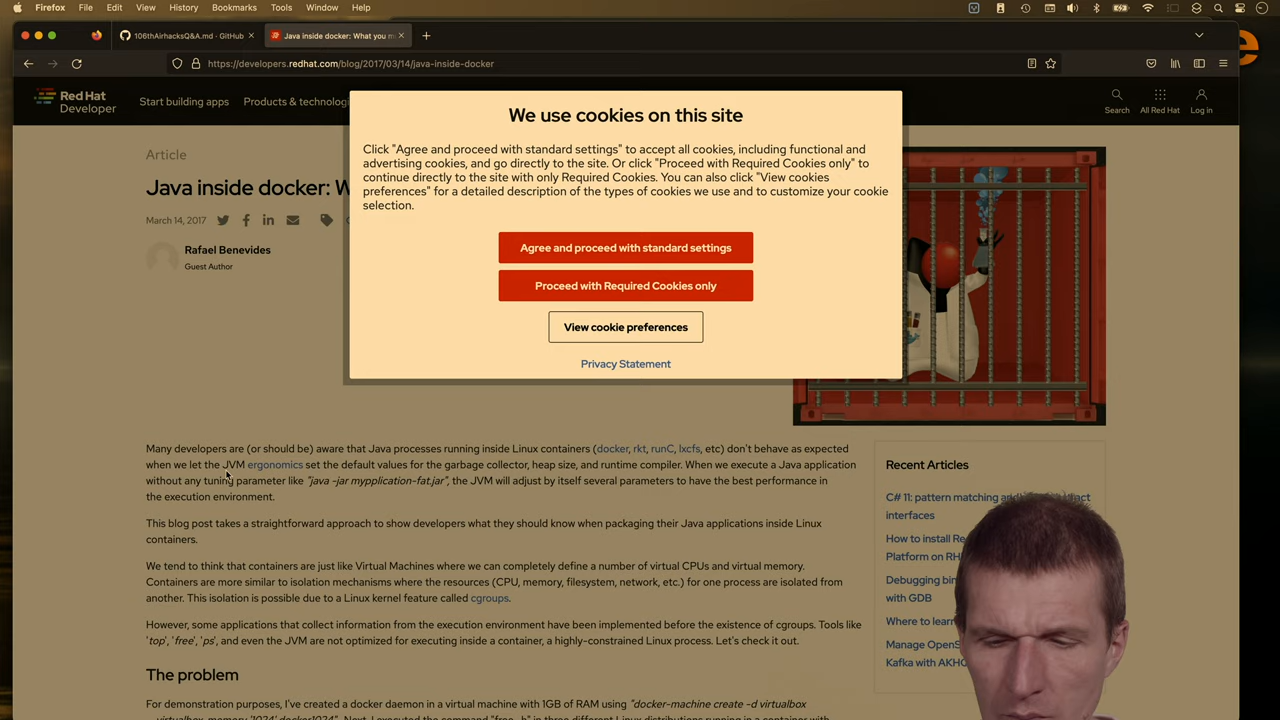 Firefox File Edit View History Bookmarks Tools Window Help
106thAirhacksQ&A.md · GitHub
Java inside docker: What you m
https://developers.redhat.com/blog/2017/03/14/java-inside-docker
Red Hat
Developer
Start building apps
Products & technologi
Search
All Red Hat
Log in
We use cookies on this site
Click "Agree and proceed with standard settings" to accept all cookies, including functional and
advertising cookies, and go directly to the site. Or click "Proceed with Required Cookies only" to
continue directly to the site with only Required Cookies. You can also click "View cookies
preferences" for a detailed description of the types of cookies we use and to customize your cookie
selection.
Agree and proceed with standard settings
Proceed with Required Cookies only
View cookie preferences
Privacy Statement
Article
Java inside docker: W
March 14, 2017
Rafael Benevides
Guest Author
Many developers are (or should be) aware that Java processes running inside Linux containers (docker, rkt, runC, lxcfs, etc) don't behave as expected
when we let the JVM ergonomics set the default values for the garbage collector, heap size, and runtime compiler. When we execute a Java application
without any tuning parameter like "java -jar mypplication-fat.jar", the JVM will adjust by itself several parameters to have the best performance in
the execution environment.
This blog post takes a straightforward approach to show developers what they should know when packaging their Java applications inside Linux
containers.
We tend to think that containers are just like Virtual Machines where we can completely define a number of virtual CPUs and virtual memory.
Containers are more similar to isolation mechanisms where the resources (CPU, memory, filesystem, network, etc.) for one process are isolated from
another. This isolation is possible due to a Linux kernel feature called cgroups.
However, some applications that collect information from the execution environment have been implemented before the existence of cgroups. Tools like
'top', 'free', 'ps', and even the JVM are not optimized for executing inside a container, a highly-constrained Linux process. Let's check it out.
The problem
For demonstration purposes, I've created a docker daemon in a virtual machine with 1GB of RAM using "docker-machine create -d virtualbox
Recent Articles
C# 11: pattern matching and
interfaces
How to install Re
Platform on RH
Debugging bin
with GDB
Where to learn
Manage OpenS
Kafka with AKHQ